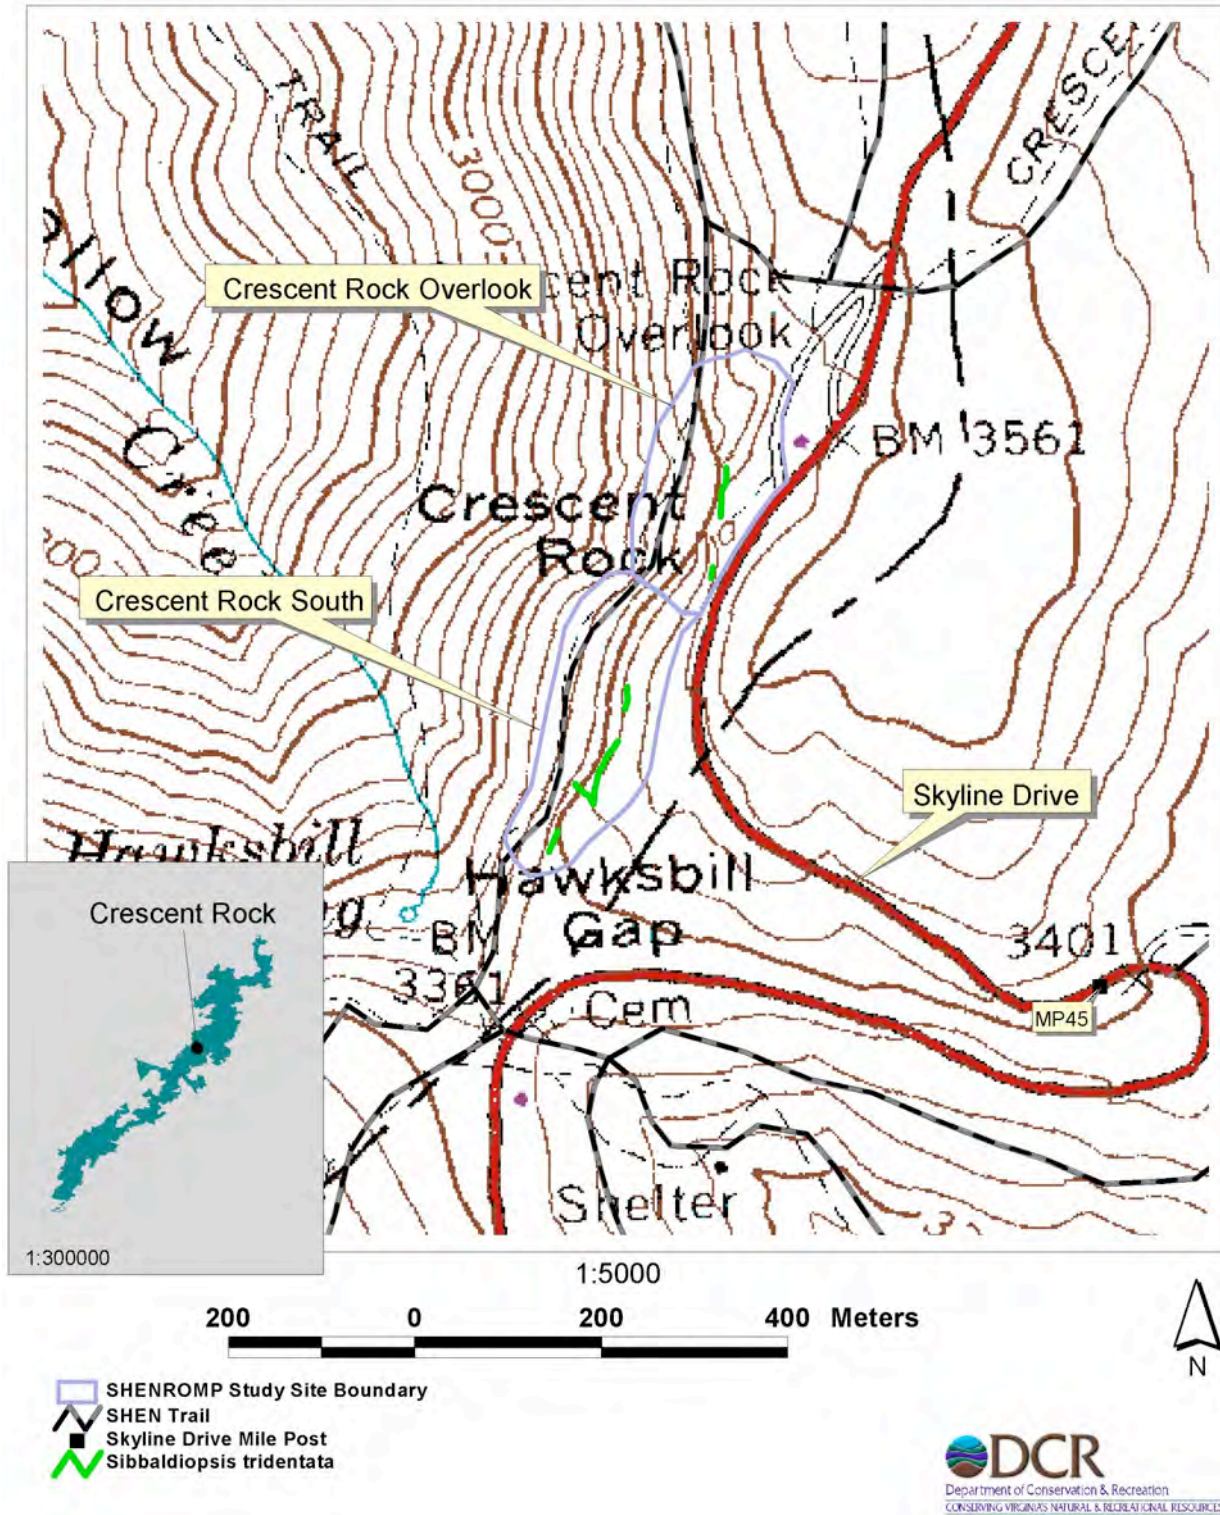 TRAIL
3000
CRESCE
ollow
Crescent Rock Overlook
cent Rock
Overlook
Cree
BM 3561
Crescent
Rock
Crescent Rock South
Skyline Drive
Hawksbill
Hawksbill
Gap
BM
3361
3401
MP45
Cem
Shelter
Crescent Rock
1:300000
1:5000
200 0 200 400 Meters
N
SHENROMP Study Site Boundary
SHEN Trail
Skyline Drive Mile Post
Sibbaldiopsis tridentata
DCR
Department of Conservation & Recreation
CONSERVING VIRGINIA'S NATURAL & RECREATIONAL RESOURCES